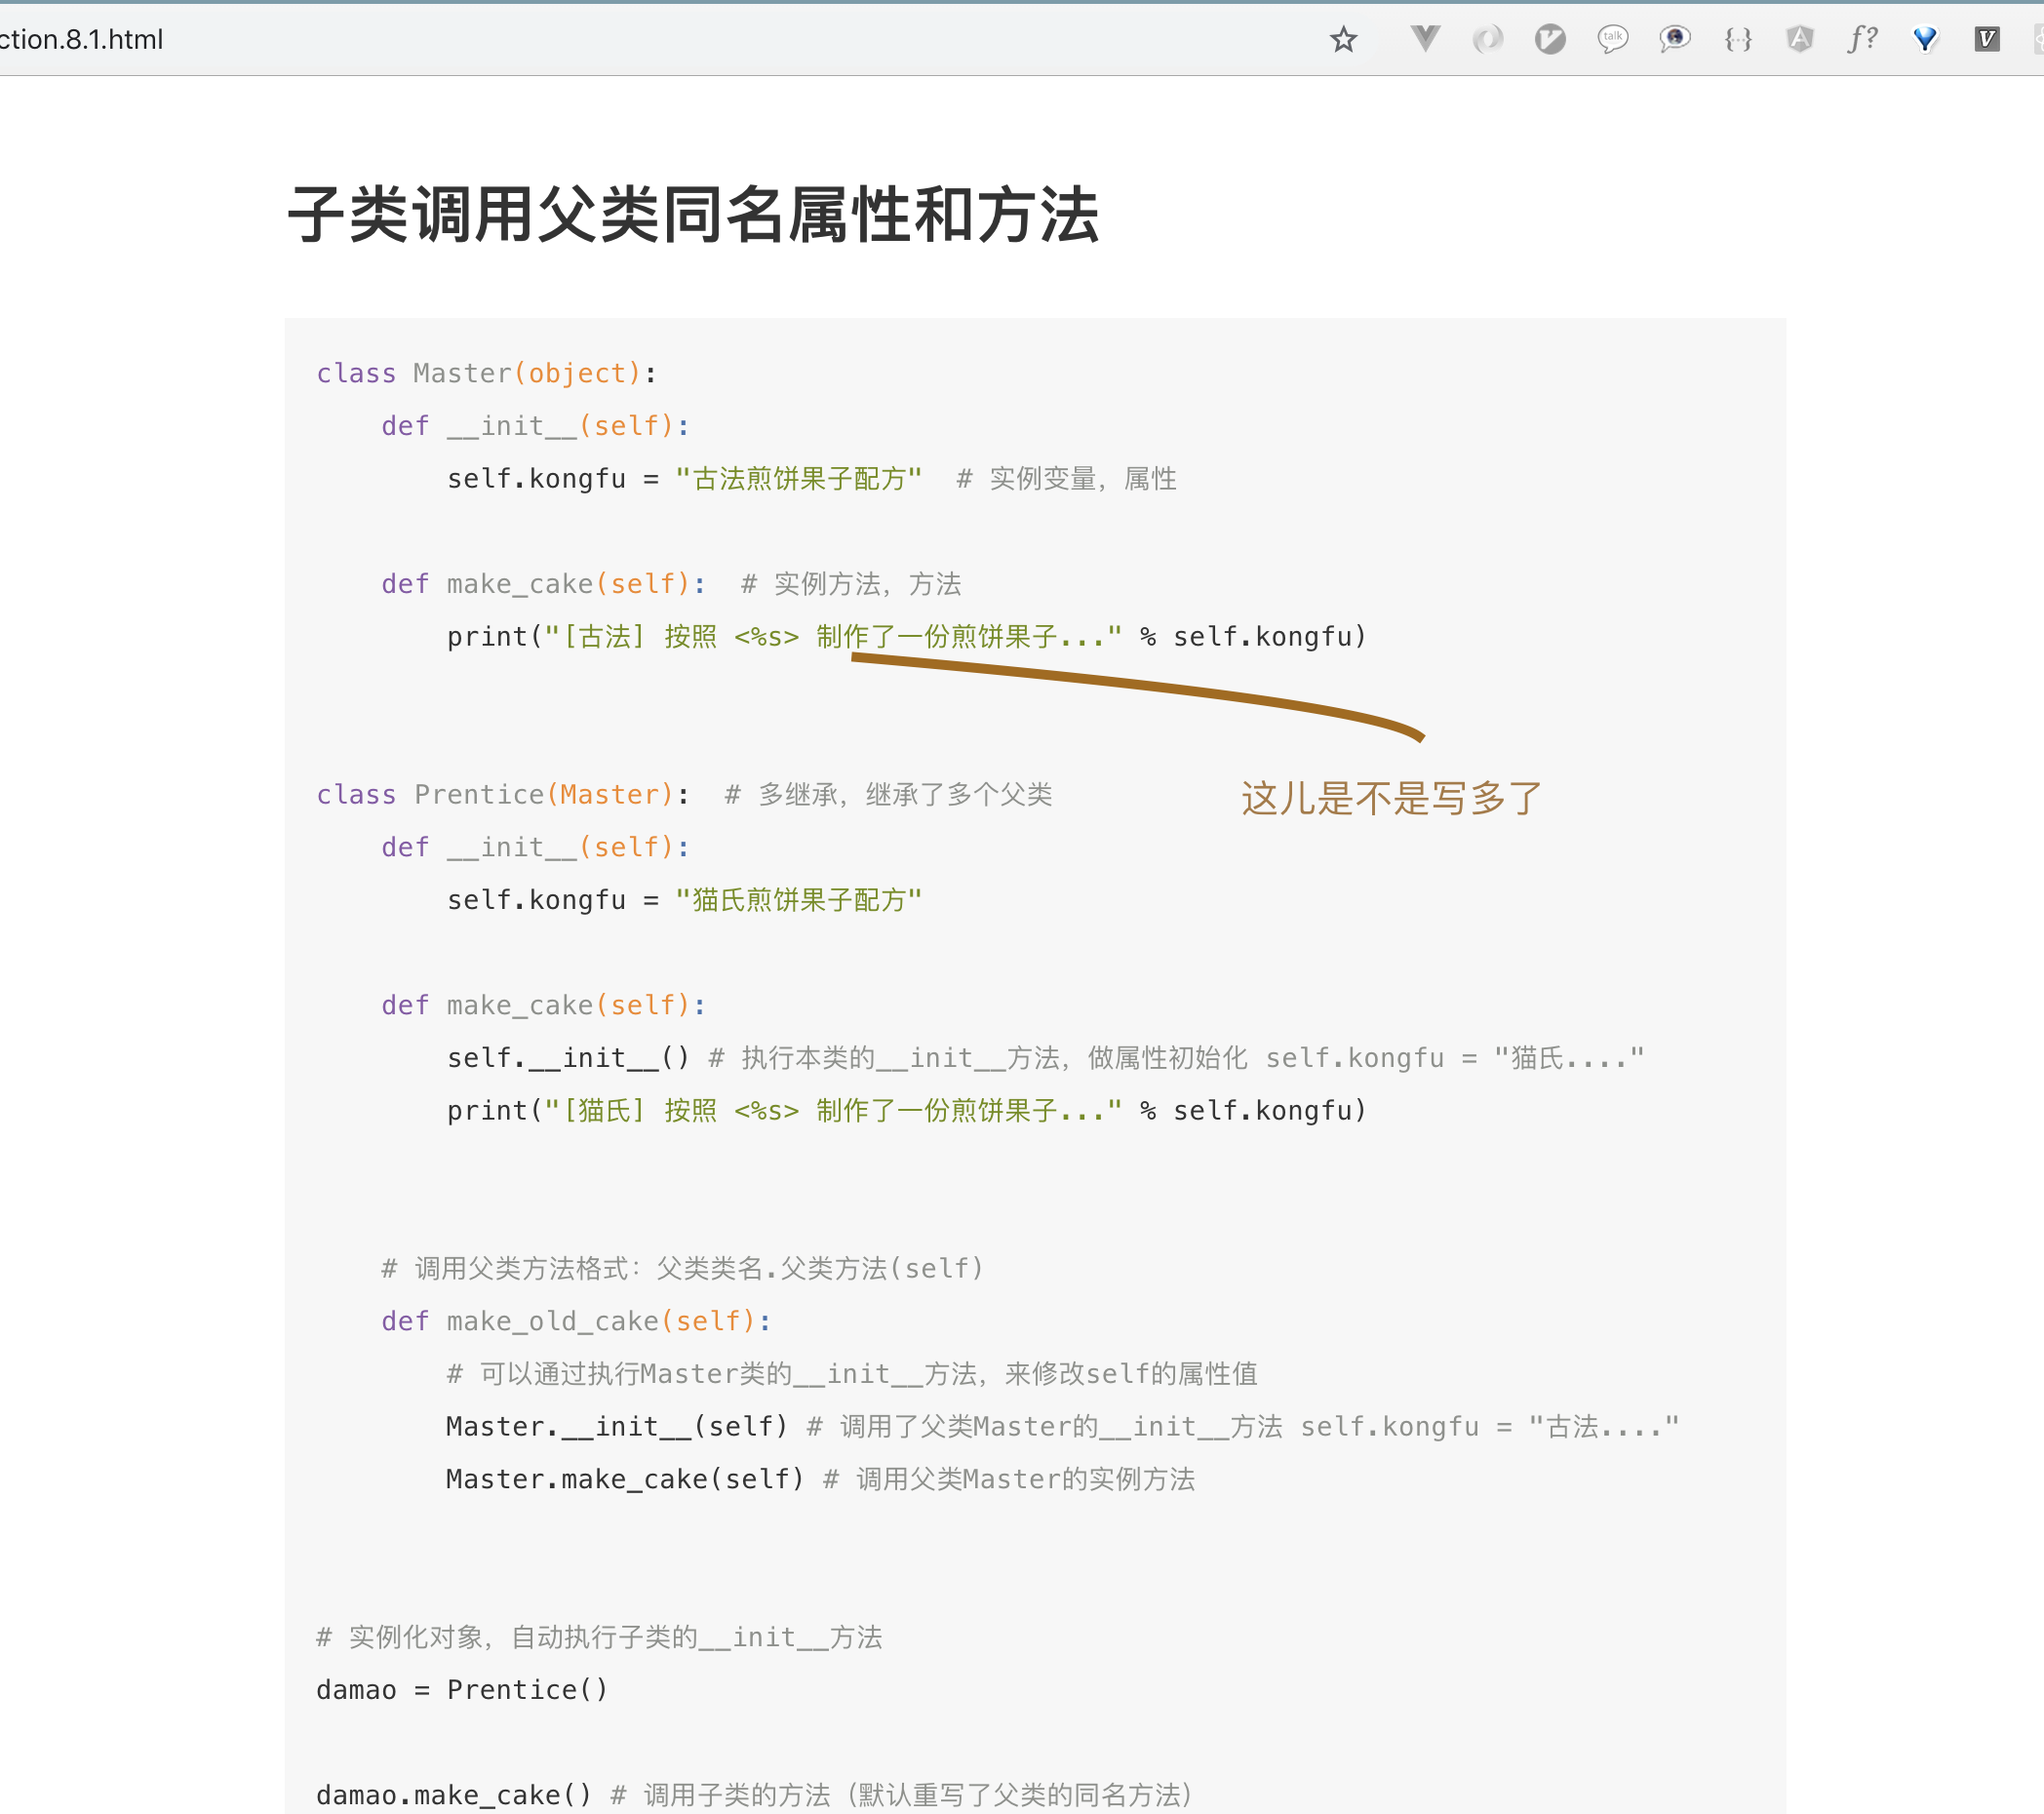 ction.8.1.html
talk
{··}
A
f?
V
子类调用父类同名属性和方法
class Master(object):
def __init__(self):
self.kongfu = "古法煎饼果子配方"  # 实例变量，属性
def make_cake(self):  # 实例方法，方法
print("[古法] 按照 <%s> 制作了一份煎饼果子..." % self.kongfu)
class Prentice(Master):  # 多继承，继承了多个父类
这儿是不是写多了
def __init__(self):
self.kongfu = "猫氏煎饼果子配方"
def make_cake(self):
self.__init__() # 执行本类的__init__方法，做属性初始化 self.kongfu = "猫氏...."
print("[猫氏] 按照 <%s> 制作了一份煎饼果子..." % self.kongfu)
# 调用父类方法格式：父类类名.父类方法(self)
def make_old_cake(self):
# 可以通过执行Master类的__init__方法，来修改self的属性值
Master.__init__(self) # 调用了父类Master的__init__方法 self.kongfu = "古法...."
Master.make_cake(self) # 调用父类Master的实例方法
# 实例化对象，自动执行子类的__init__方法
damao = Prentice()
damao.make_cake() # 调用子类的方法（默认重写了父类的同名方法）